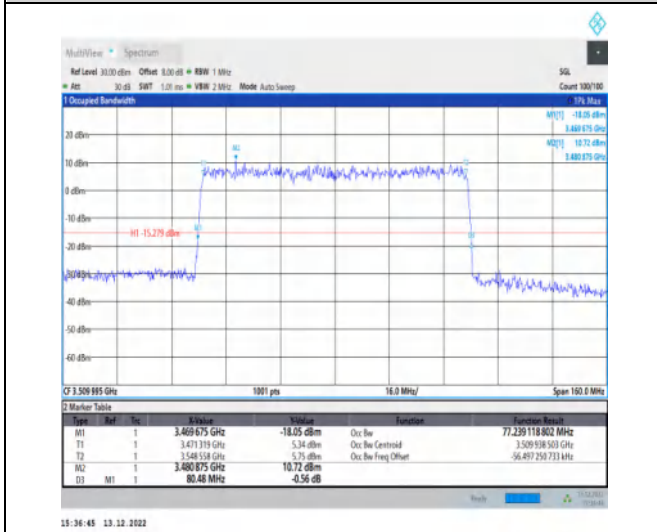 MultiView Spectrum
Ref Level 30.00 dBm Offset 8.00 dB RBW 1 MHz SGL
Att 30 dB SWT 1.01 ms VBW 2 MHz Mode Auto Sweep Count 100/100
1 Occupied Bandwidth 1Pk Max
M1[1] -18.05 dBm
3.469 675 GHz
M2[1] 10.72 dBm
3.480 875 GHz
20 dBm
M2
10 dBm
0 dBm
-10 dBm
H1 -15.279 dBm
-20 dBm
-30 dBm
-40 dBm
-50 dBm
-60 dBm
CF 3.509 995 GHz 1001 pts 16.0 MHz/ Span 160.0 MHz
2 Marker Table
Type Ref Trc X-Value Y-Value Function Function Result
M1 1 3.469 675 GHz -18.05 dBm Occ Bw 77.239 118 802 MHz
T1 1 3.471 319 GHz 5.34 dBm Occ Bw Centroid 3.509 938 503 GHz
T2 1 3.548 558 GHz 5.75 dBm Occ Bw Freq Offset -56.497 250 733 kHz
M2 1 3.480 875 GHz 10.72 dBm
D3 M1 1 80.48 MHz -0.56 dB
Ready
15:36:45 13.12.2022